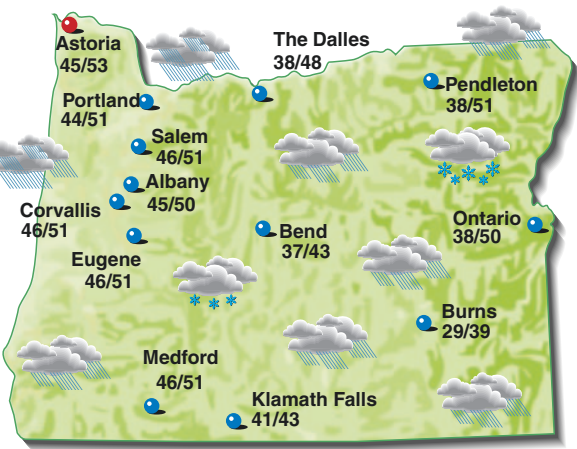 Astoria
45/53
The Dalles
38/48
Pendleton
38/51
Portland
44/51
Salem
46/51
Albany
45/50
Corvallis
46/51
Ontario
38/50
Bend
37/43
Eugene
46/51
Burns
29/39
Medford
46/51
Klamath Falls
41/43